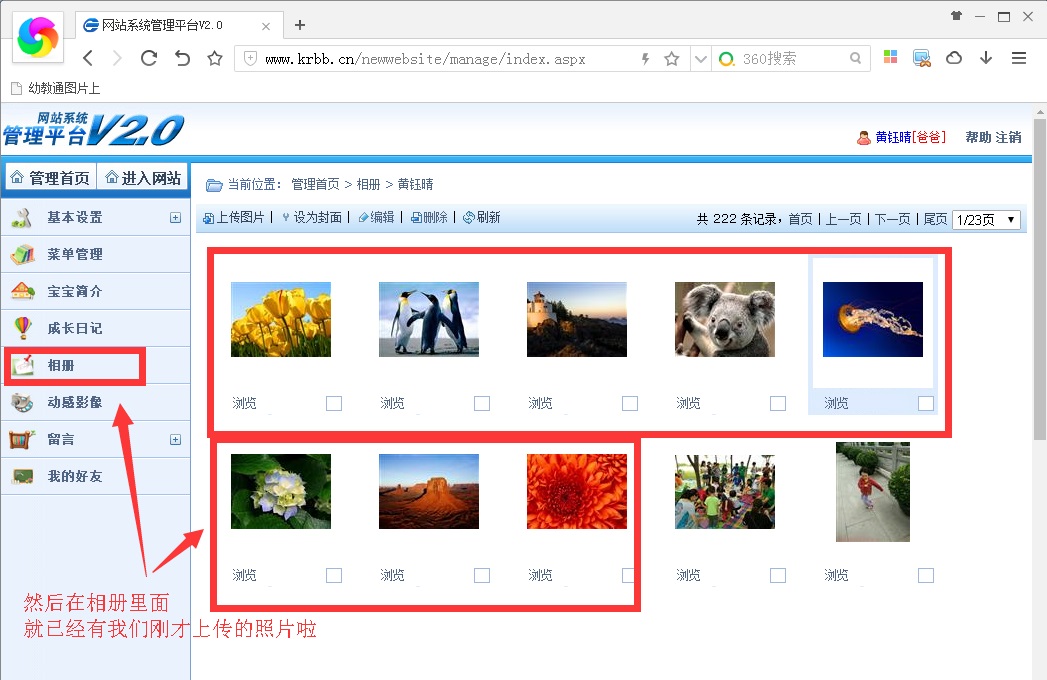 网站系统管理平台V2.0
www.krbb.cn/newwebsite/manage/index.aspx
360搜索
幼教通图片上
网站系统
管理平台V2.0
黄钰晴[爸爸] 帮助 注销
管理首页 进入网站
当前位置： 管理首页 > 相册 > 黄钰晴
上传图片 | 设为封面 | 编辑 | 删除 | 刷新
共 222 条记录，首页 | 上一页 | 下一页 | 尾页 1/23页
基本设置
菜单管理
宝宝简介
成长日记
相册
动感影像
留言
我的好友
浏览 浏览 浏览 浏览 浏览
浏览 浏览 浏览 浏览 浏览
然后在相册里面
就已经有我们刚才上传的照片啦